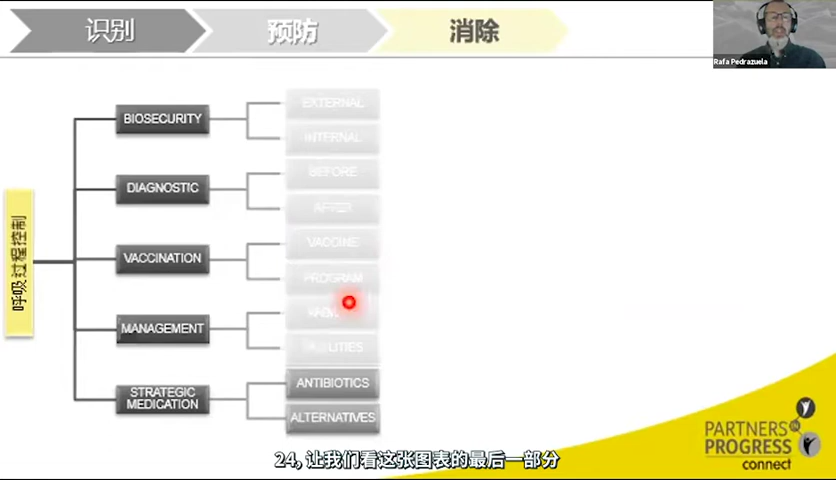 识别
预防
消除
Rafa Pedrazuela
呼吸过程控制
BIOSECURITY
EXTERNAL
INTERNAL
DIAGNOSTIC
BEFORE
AFTER
VACCINATION
VACCINE
PROGRAM
MANAGEMENT
STRATEGIC
MEDICATION
ANTIBIOTICS
ALTERNATIVES
PARTNERS
IN
PROGRESS
connect
24, 让我们看这张图表的最后一部分